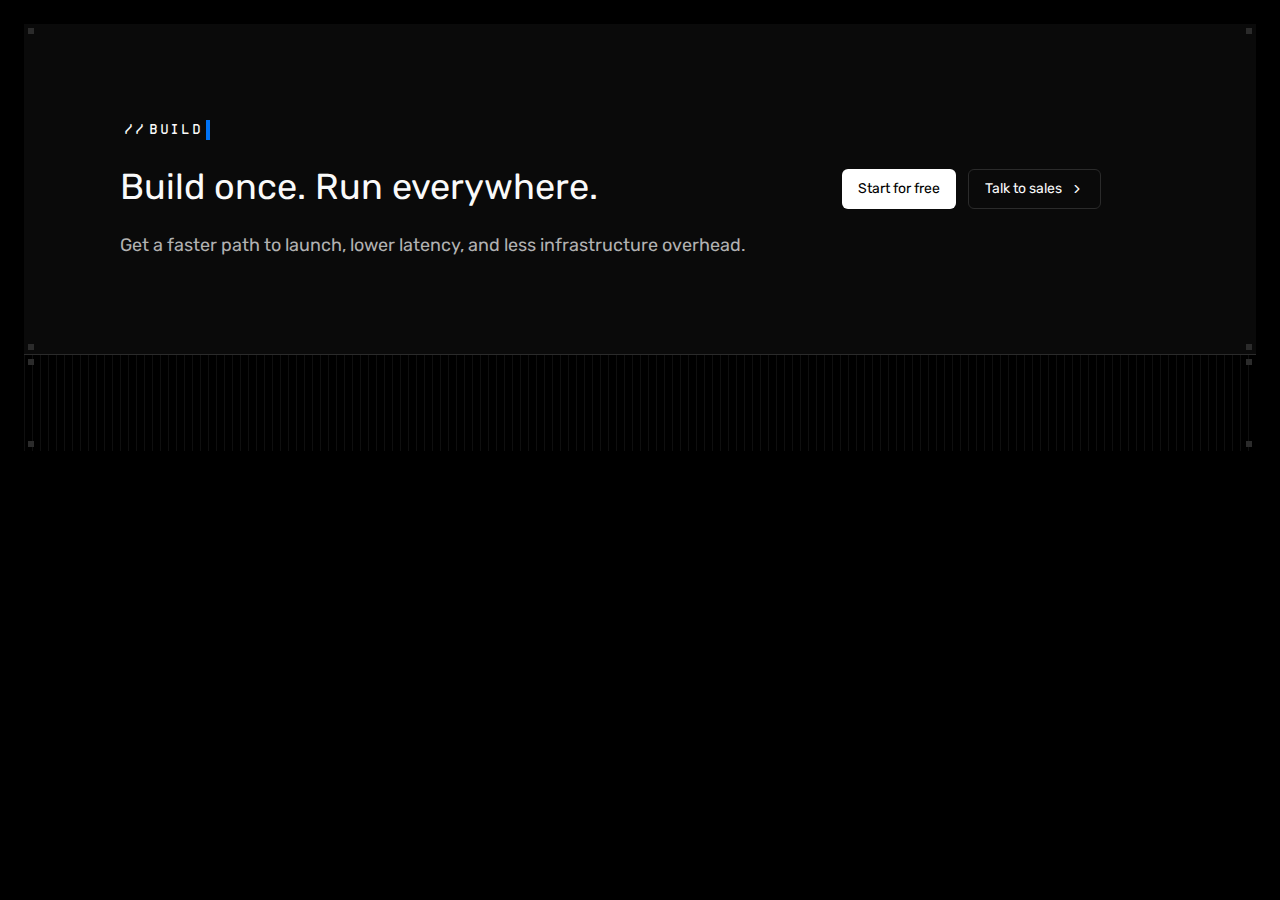 //BUILD
Build once. Run everywhere.
Get a faster path to launch, lower latency, and less infrastructure overhead.
Start for free
Talk to sales